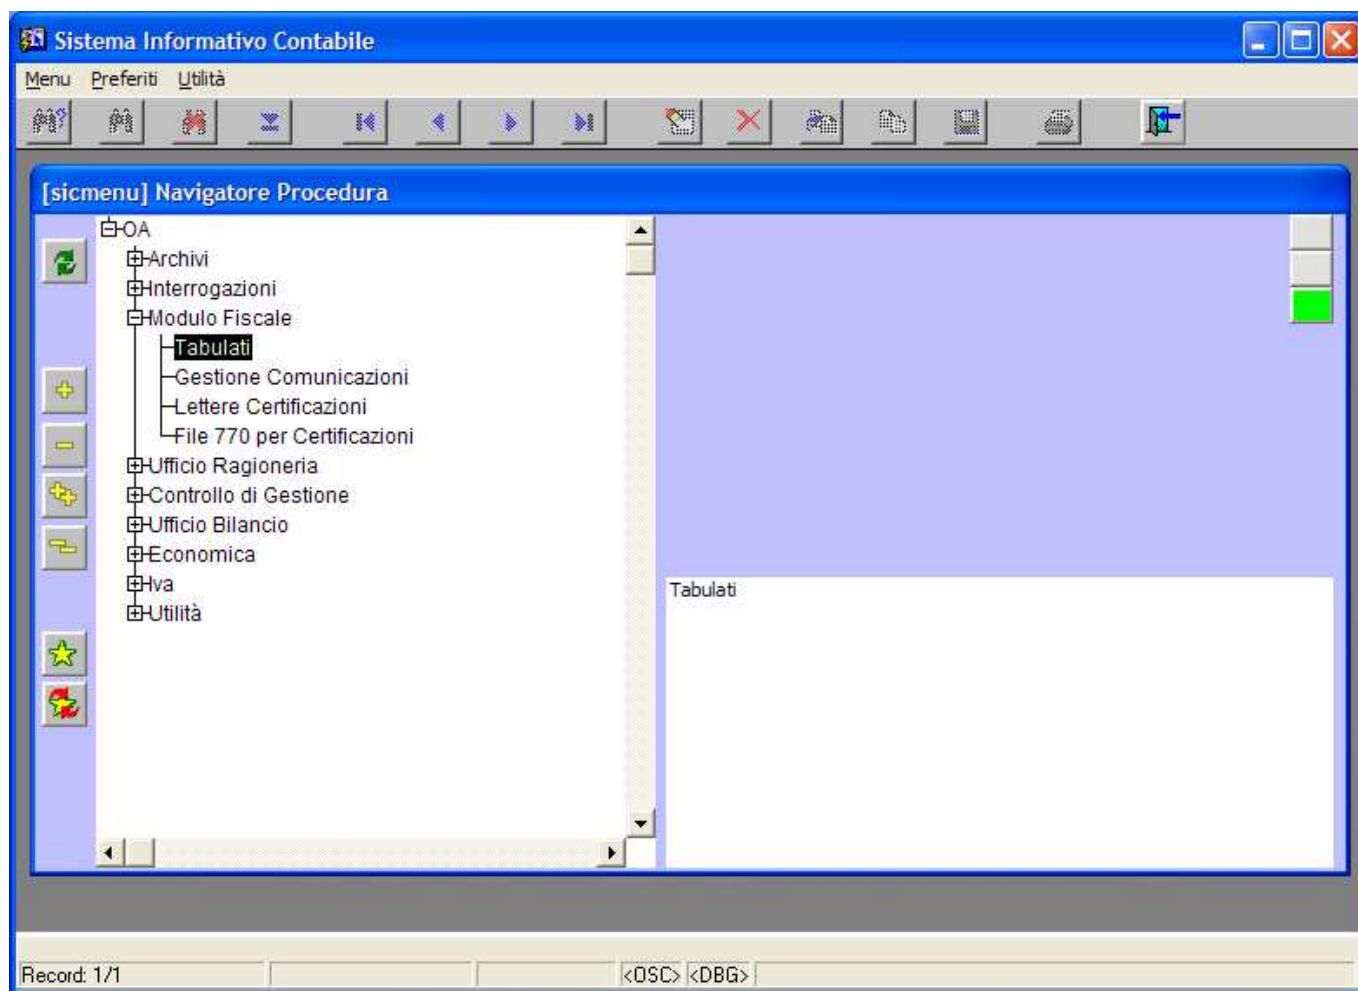 Sistema Informativo Contabile
Menu Preferiti Utilità
[sicmenu] Navigatore Procedura
OA
Archivi
Interrogazioni
Modulo Fiscale
Tabulati
Gestione Comunicazioni
Lettere Certificazioni
File 770 per Certificazioni
Ufficio Ragioneria
Controllo di Gestione
Ufficio Bilancio
Economica
Iva
Utilità
Tabulati
Record: 1/1 <OSC> <DBG>